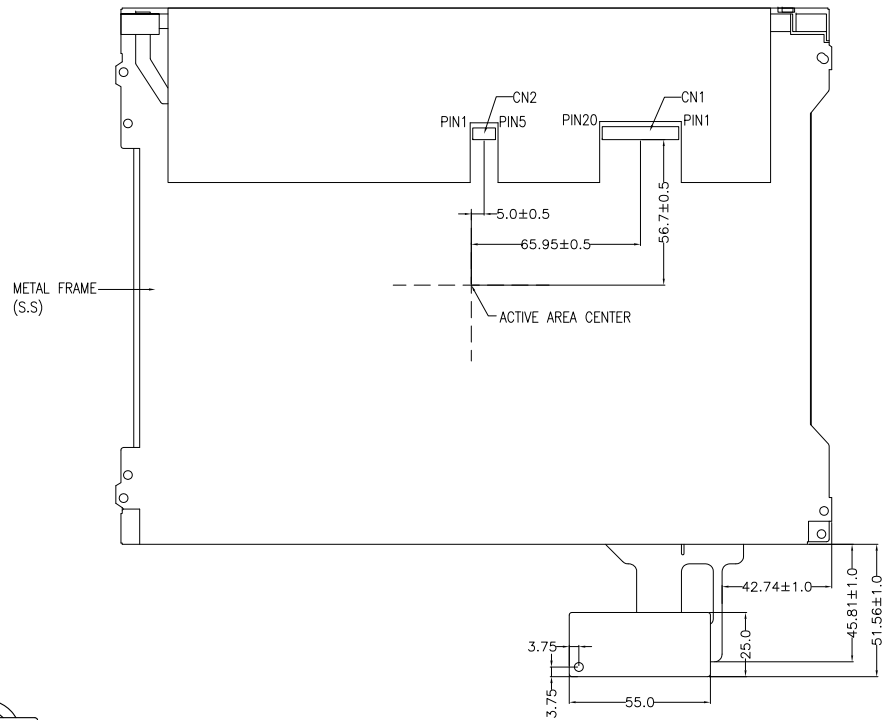 CN2
CN1
PIN1
PIN5
PIN20
PIN1
5.0±0.5
65.95±0.5
56.7±0.5
METAL FRAME
(S.S)
ACTIVE AREA CENTER
42.74±1.0
45.81±1.0
51.56±1.0
3.75
25.0
3.75
55.0